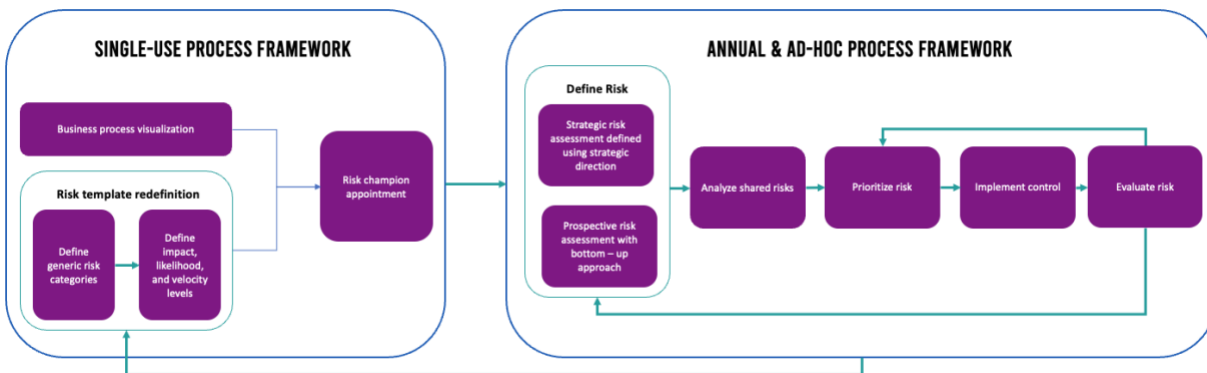 SINGLE-USE PROCESS FRAMEWORK
Business process visualization
Risk template redefinition
Define
generic risk
categories
Define
impact,
likelihood,
and velocity
levels
Risk champion
appointment
ANNUAL & AD-HOC PROCESS FRAMEWORK
Define Risk
Strategic risk
assessment defined
using strategic
direction
Prospective risk
assessment with
bottom – up
approach
Analyze shared risks
Prioritize risk
Implement control
Evaluate risk